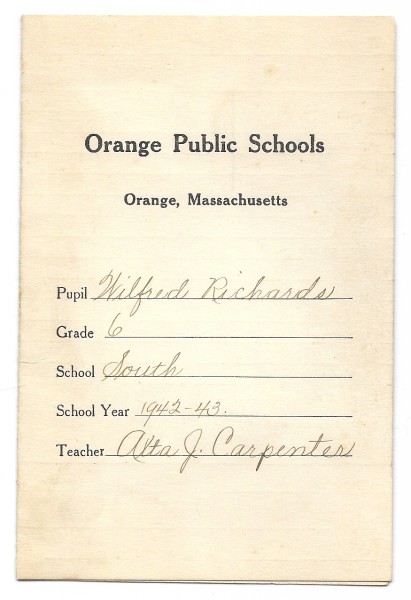 Orange Public Schools
Orange, Massachusetts
Pupil Wilfred Richards
Grade 6
School South
School Year 1942-43.
Teacher Alta J. Carpenter